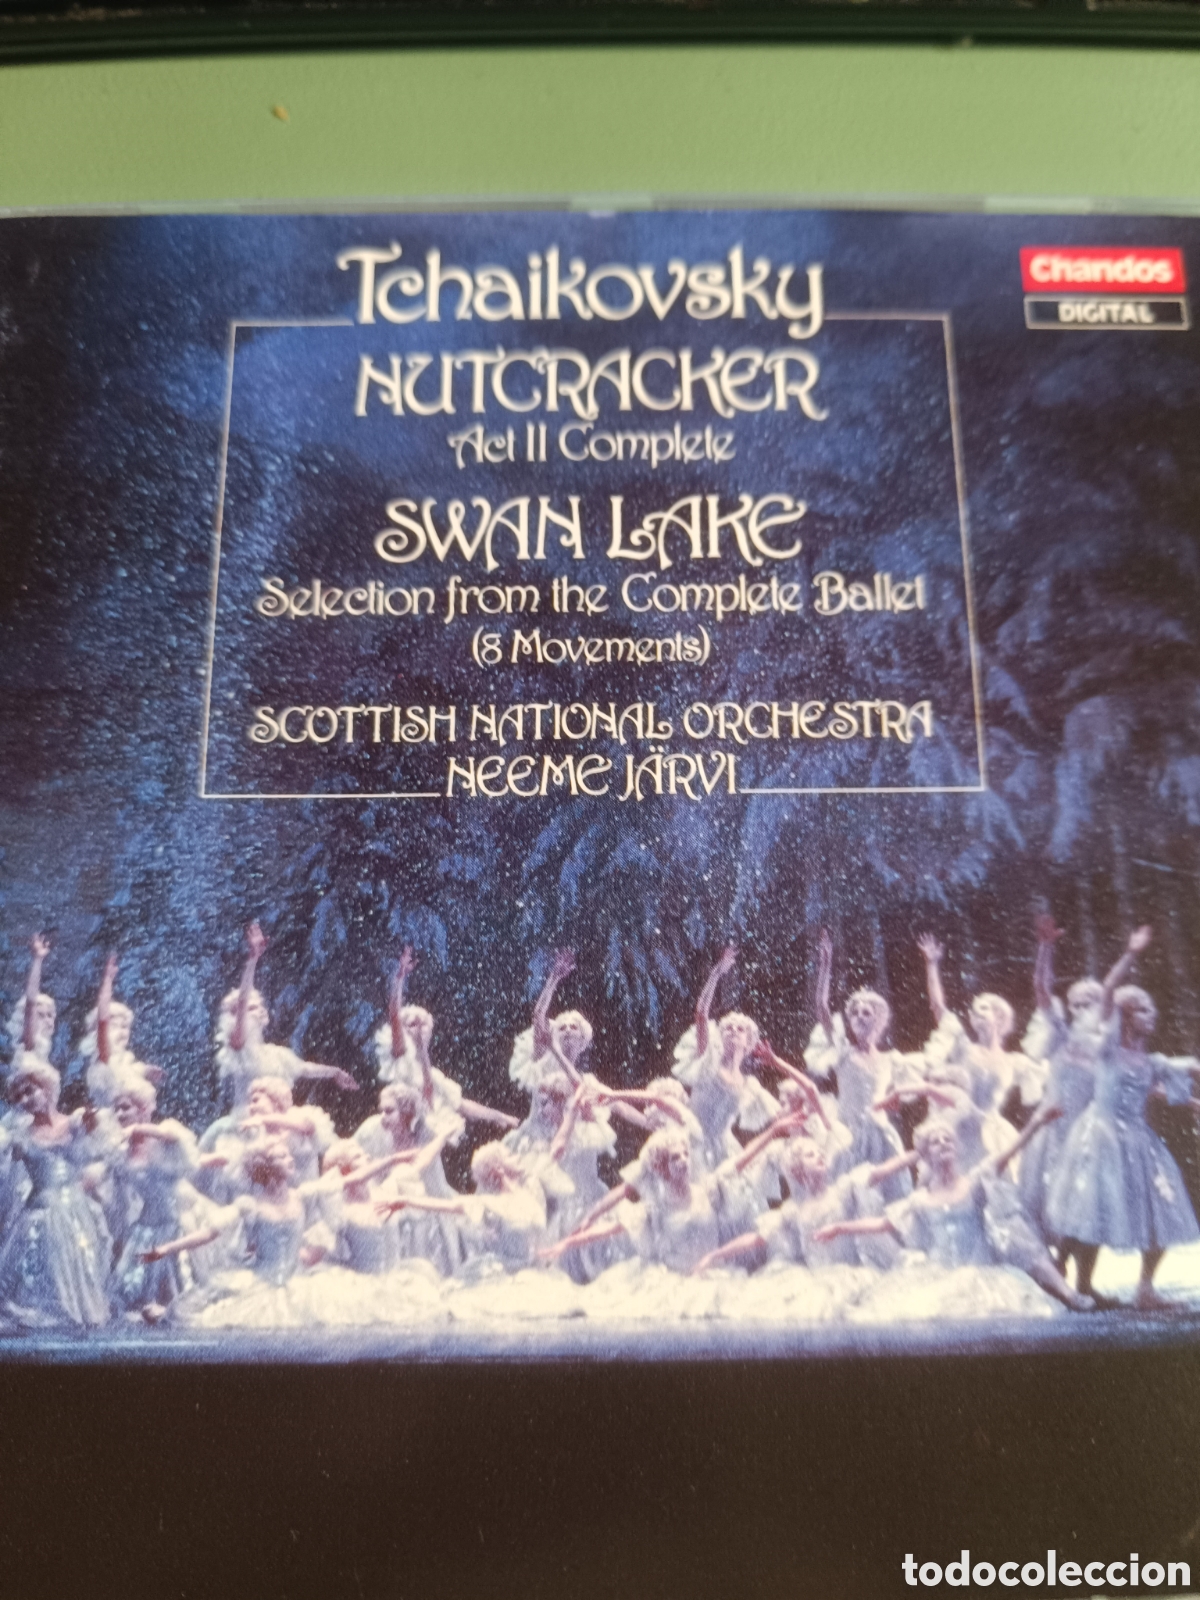 Tchaikovsky
Chandos
DIGITAL
NUTCRACKER
Act II Complete
SWAN LAKE
Selection from the Complete Ballet
(8 Movements)
SCOTTISH NATIONAL ORCHESTRA
NEEME JÄRVI
todocoleccion